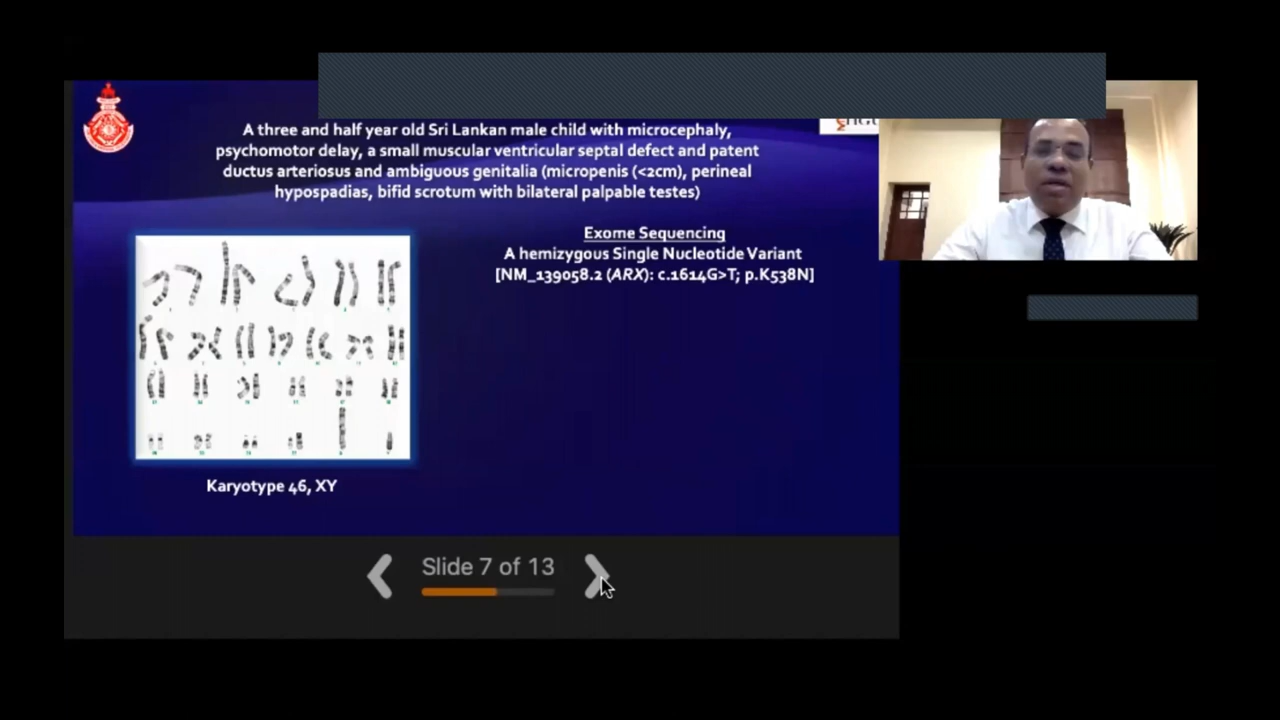 A three and half year old Sri Lankan male child with microcephaly,
psychomotor delay, a small muscular ventricular septal defect and patent
ductus arteriosus and ambiguous genitalia (micropenis (<2cm), perineal
hypospadias, bifid scrotum with bilateral palpable testes)
Exome Sequencing
A hemizygous Single Nucleotide Variant
[NM_139058.2 (ARX): c.1614G>T; p.K538N]
Karyotype 46, XY
Slide 7 of 13